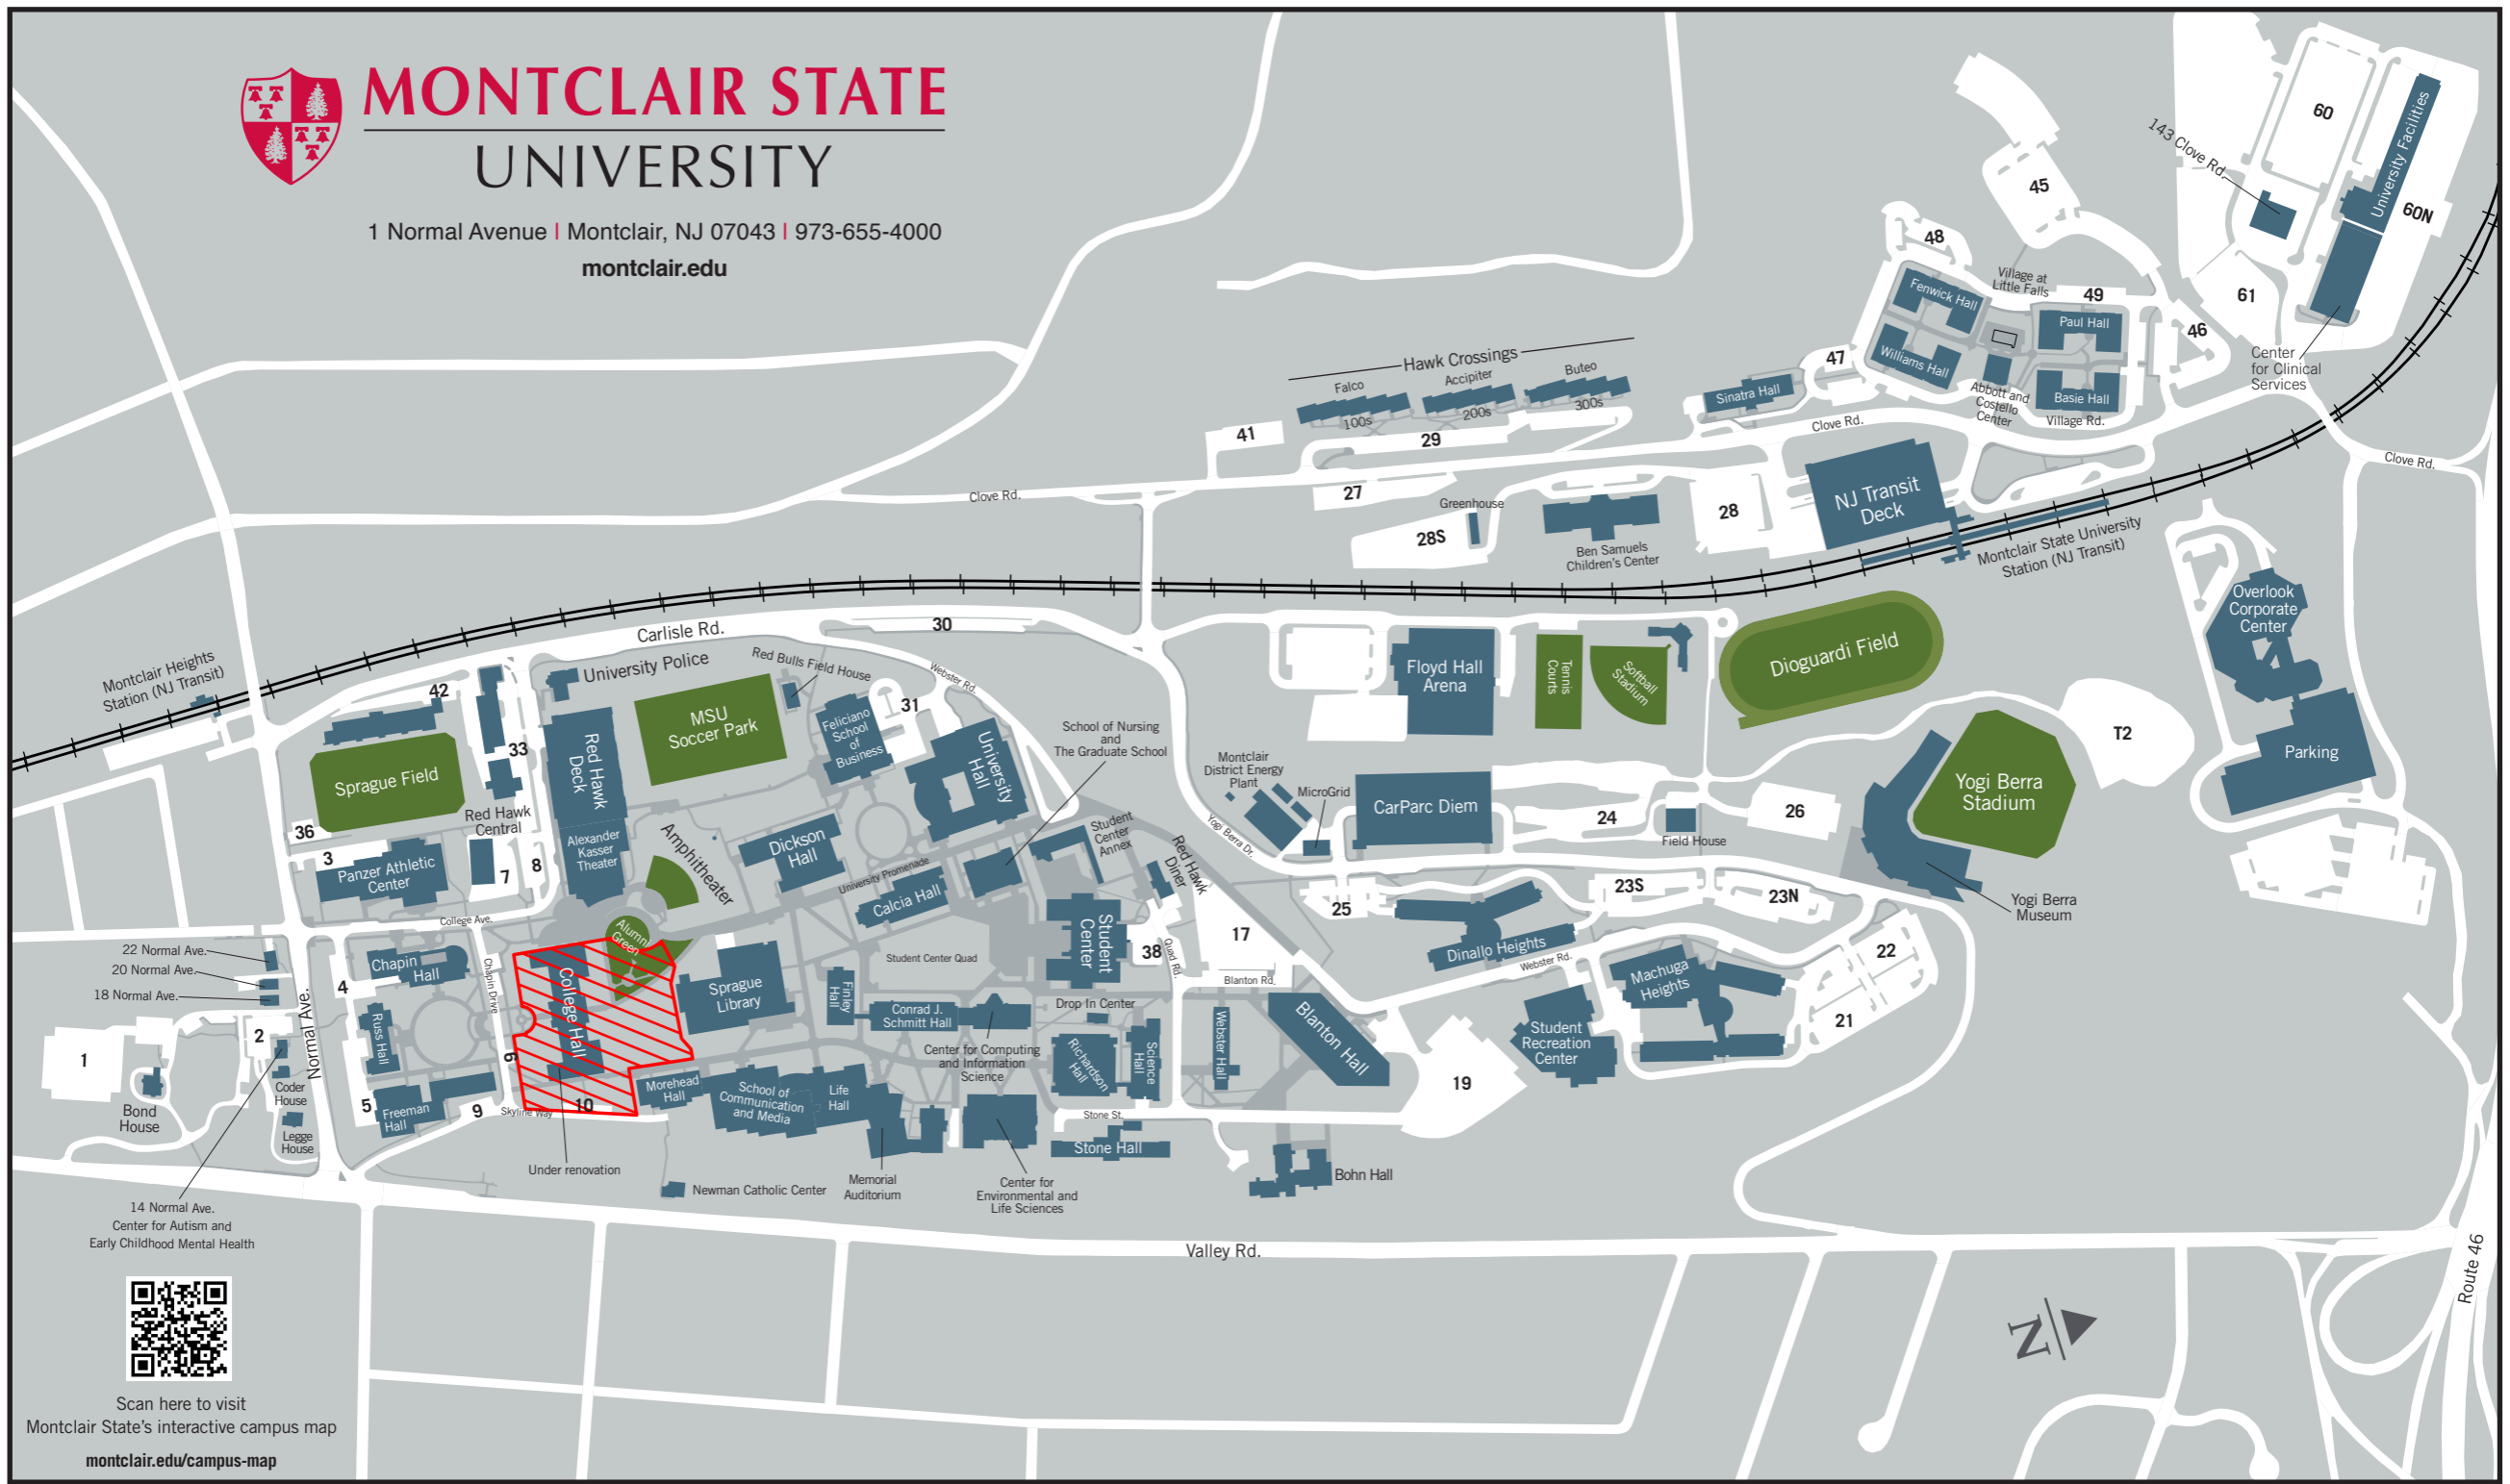 MONTCLAIR STATE
UNIVERSITY
1 Normal Avenue | Montclair, NJ 07043 | 973-655-4000
montclair.edu
60
University Facilities
143 Clove Rd.
60N
45
48
Village at
Little Falls
Fenwick Hall
49
61
Paul Hall
46
Williams Hall
47
Center
for Clinical
Services
Abbott and
Costello
Center
Basie Hall
Village Rd.
Hawk Crossings
Falco
Accipiter
Buteo
100s
200s
300s
Sinatra Hall
Clove Rd.
41
29
Clove Rd.
Clove Rd.
27
Greenhouse
28S
Ben Samuels
Children's Center
28
NJ Transit
Deck
Montclair State University
Station (NJ Transit)
Overlook
Corporate
Center
Parking
Montclair Heights
Station (NJ Transit)
Carlisle Rd.
30
University Police
Red Bulls Field House
Webster Rd.
42
33
Red Hawk
Deck
MSU
Soccer Park
Feliciano
School
of
Business
31
University
Hall
School of Nursing
and
The Graduate School
Floyd Hall
Arena
Tennis
Courts
Softball
Stadium
Dioguardi Field
T2
Yogi Berra
Stadium
Sprague Field
Red Hawk
Central
36
3
Panzer Athletic
Center
7
8
Alexander
Kasser
Theater
Amphitheater
Dickson
Hall
University Promenade
Calcia Hall
Student
Center
Annex
Red Hawk
Diner
Montclair
District Energy
Plant
MicroGrid
Yogi Berra Dr.
CarParc Diem
24
Field House
26
Yogi Berra
Museum
College Ave.
Alumni
Green
22 Normal Ave.
20 Normal Ave.
18 Normal Ave.
Chapin
Hall
4
Chapin Drive
College Hall
Sprague
Library
Student Center Quad
Student
Center
38
Quad Rd.
17
25
23S
23N
Dinallo Heights
Webster Rd.
Machuga
Heights
22
21
Blanton Rd.
Finley
Hall
Conrad J.
Schmitt Hall
Drop In Center
Center for Computing
and Information
Science
Richardson
Hall
Science
Hall
Webster Hall
Blanton Hall
Student
Recreation
Center
19
Normal Ave.
1
2
Russ Hall
6
Bond
House
Coder
House
Legge
House
5
Freeman
Hall
9
Skyline Way
10
Morehead
Hall
School of
Communication
and Media
Life
Hall
Stone St.
Stone Hall
Under renovation
Newman Catholic Center
Memorial
Auditorium
Center for
Environmental and
Life Sciences
Bohn Hall
14 Normal Ave.
Center for Autism and
Early Childhood Mental Health
Valley Rd.
Route 46
N
Scan here to visit
Montclair State's interactive campus map
montclair.edu/campus-map